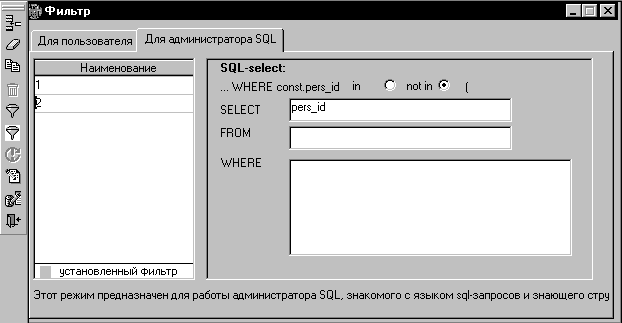 Фильтр
Для пользователя Для администратора SQL
Наименование
1
2
установленный фильтр
SQL-select:
... WHERE const.pers_id in not in (
SELECT pers_id
FROM
WHERE
Этот режим предназначен для работы администратора SQL, знакомого с языком sql-запросов и знающего стру